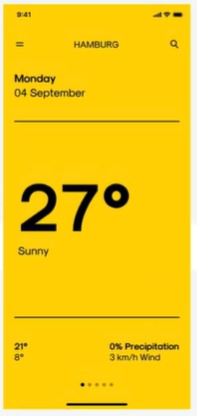 9:41
HAMBURG
Monday
04 September
27°
Sunny
21°
8°
0% Precipitation
3 km/h Wind